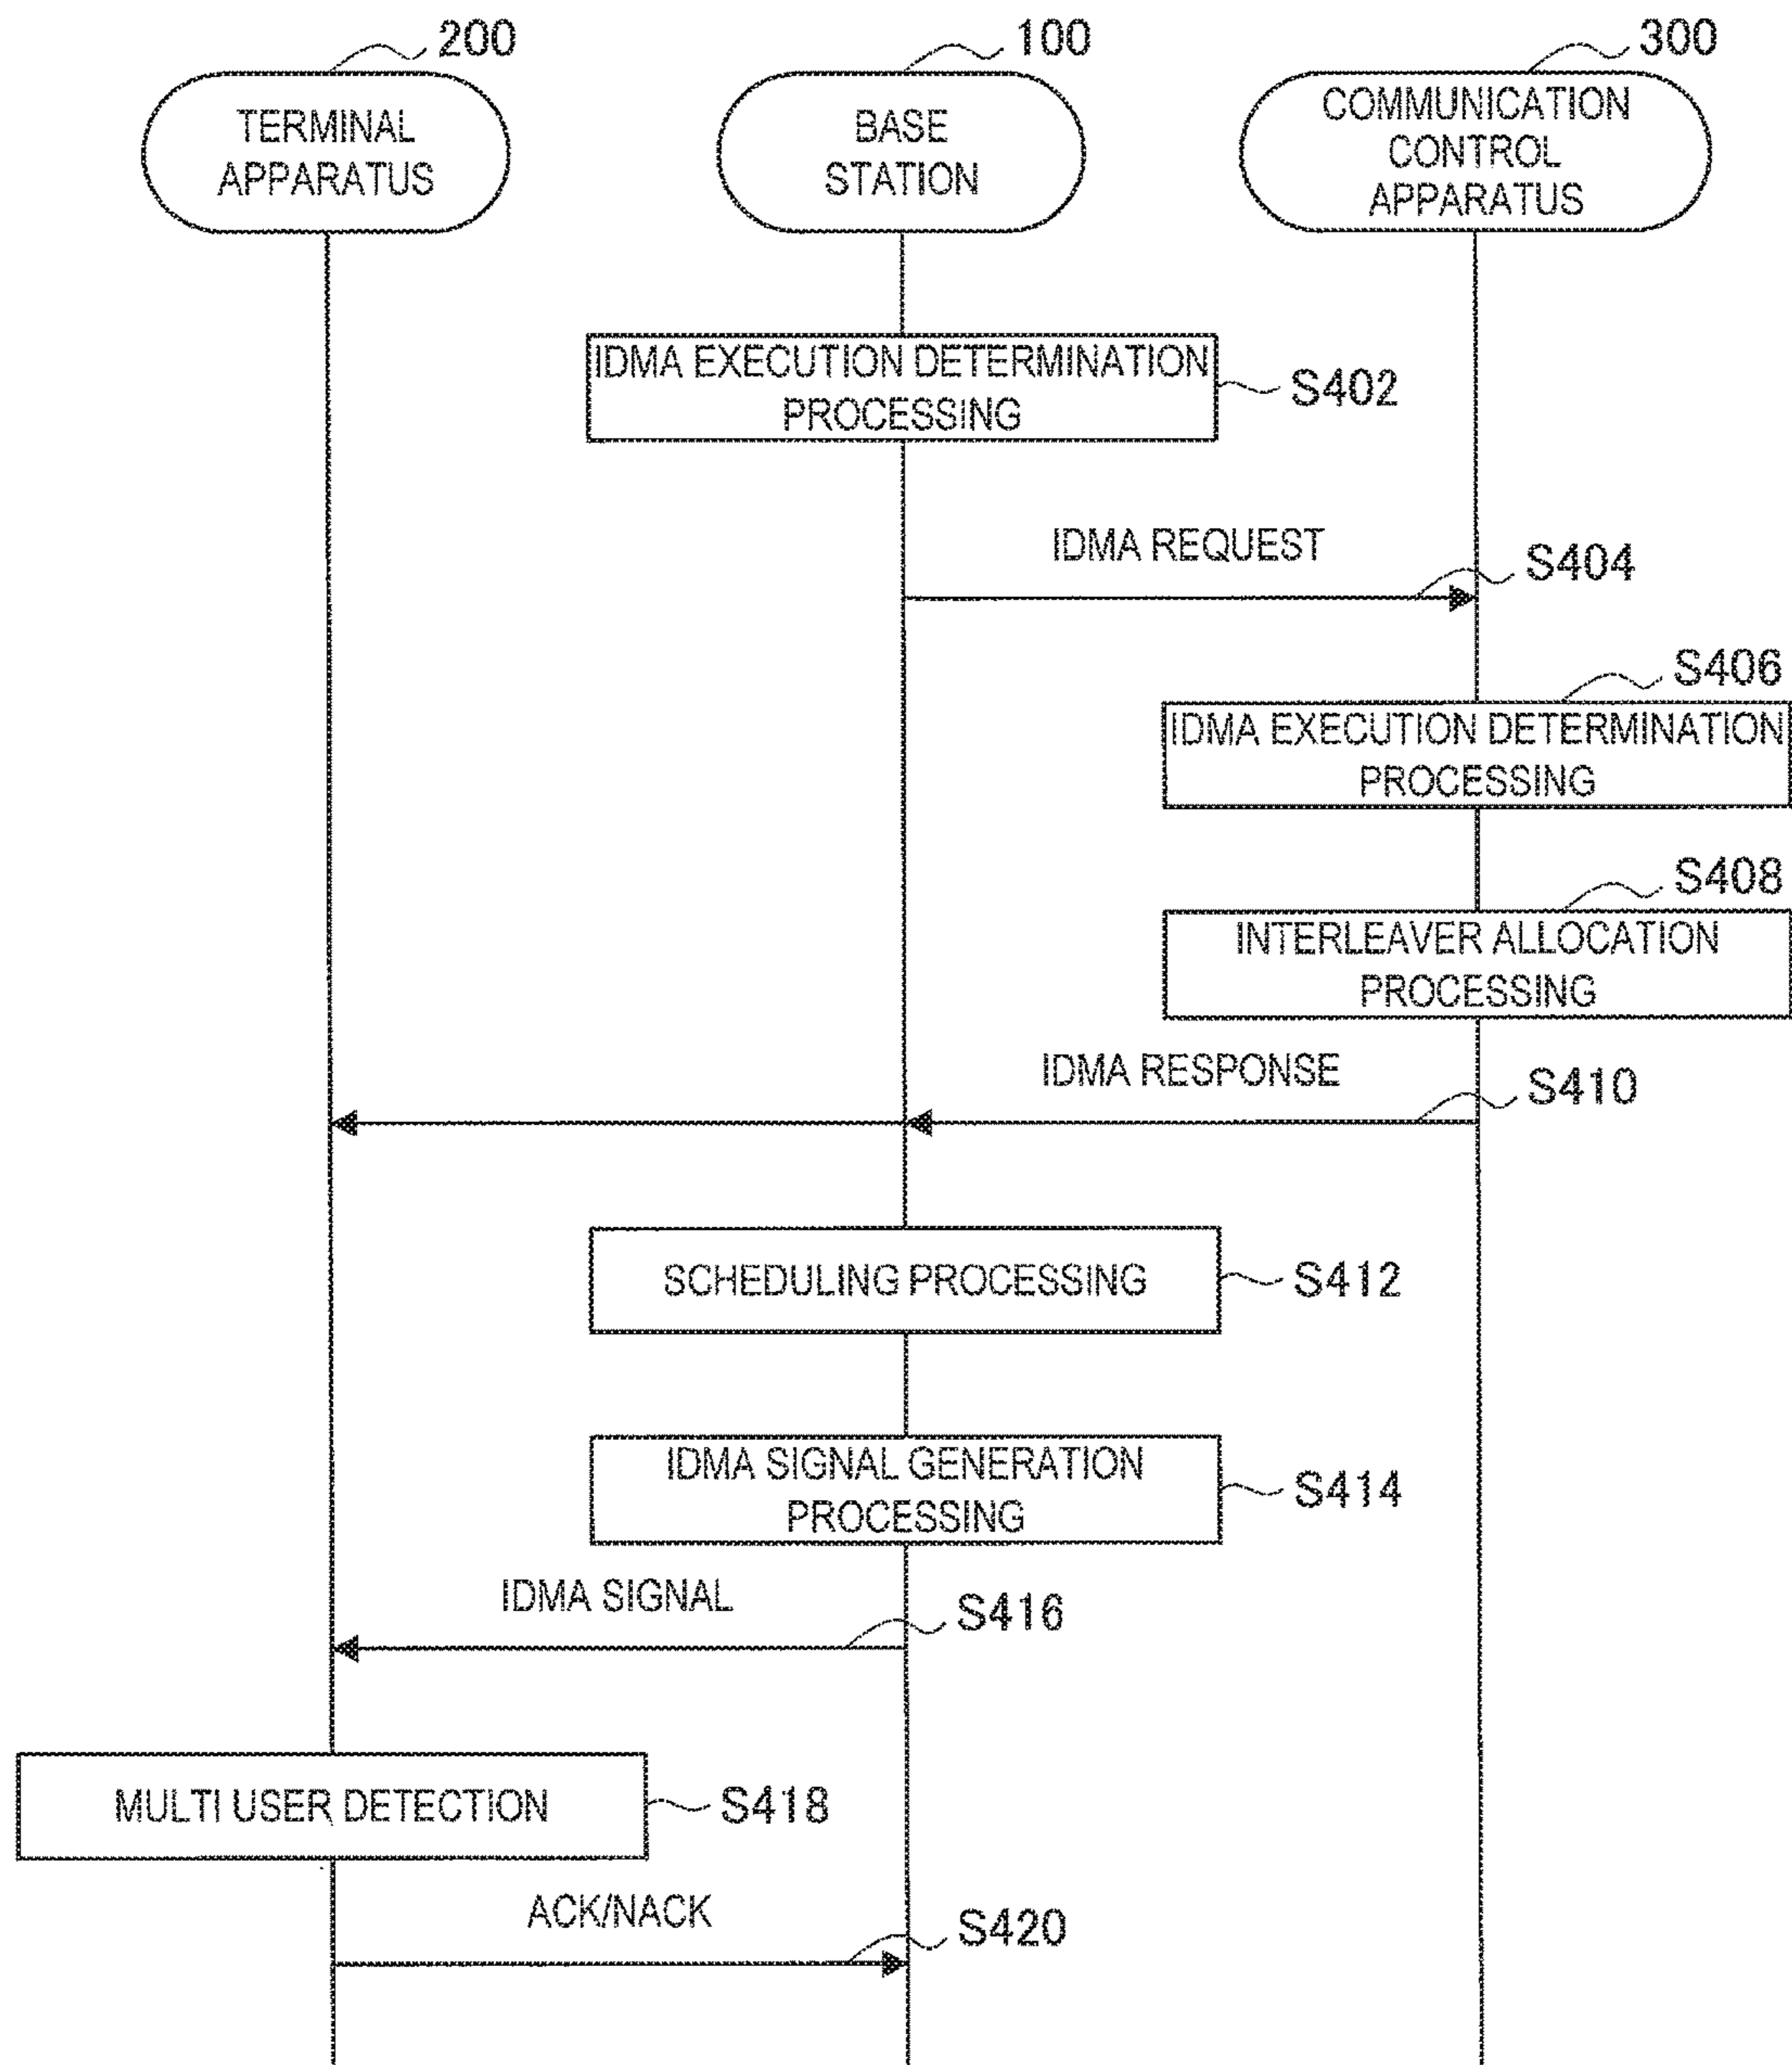 200
100
300
TERMINAL
APPARATUS
BASE
STATION
COMMUNICATION
CONTROL
APPARATUS
IDMA EXECUTION DETERMINATION
PROCESSING
S402
IDMA REQUEST
S404
S406
IDMA EXECUTION DETERMINATION
PROCESSING
S408
INTERLEAVER ALLOCATION
PROCESSING
IDMA RESPONSE
S410
SCHEDULING PROCESSING
S412
IDMA SIGNAL GENERATION
PROCESSING
S414
IDMA SIGNAL
S416
MULTI USER DETECTION
S418
ACK/NACK
S420